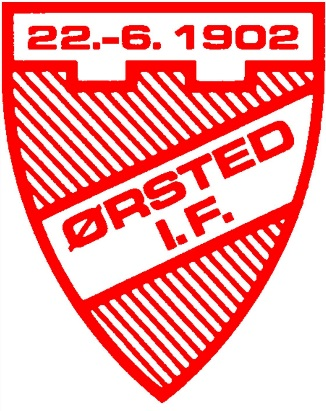 22.-6. 1902
ØRSTED
I.F.